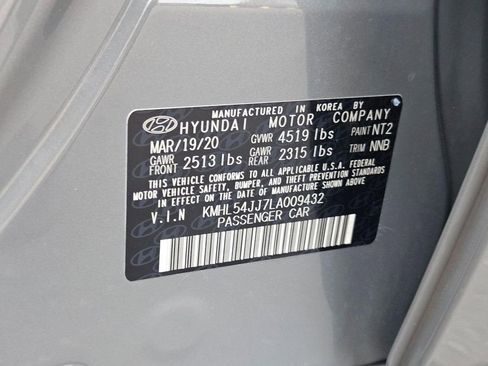 MANUFACTURED IN KOREA BY
HYUNDAI MOTOR COMPANY
MAR/19/20 GVWR 4519 lbs PAINT NT2
GAWR FRONT 2513 lbs GAWR REAR 2315 lbs TRIM NNB
THIS VEHICLE CONFORMS TO ALL APPLICABLE U.S.A. FEDERAL
MOTOR VEHICLE SAFETY, BUMPER, AND THEFT PREVENTION STANDARDS
IN EFFECT ON THE DATE OF MANUFACTURE SHOWN ABOVE.
V.I.N KMHL54JJ7LA009432
PASSENGER CAR